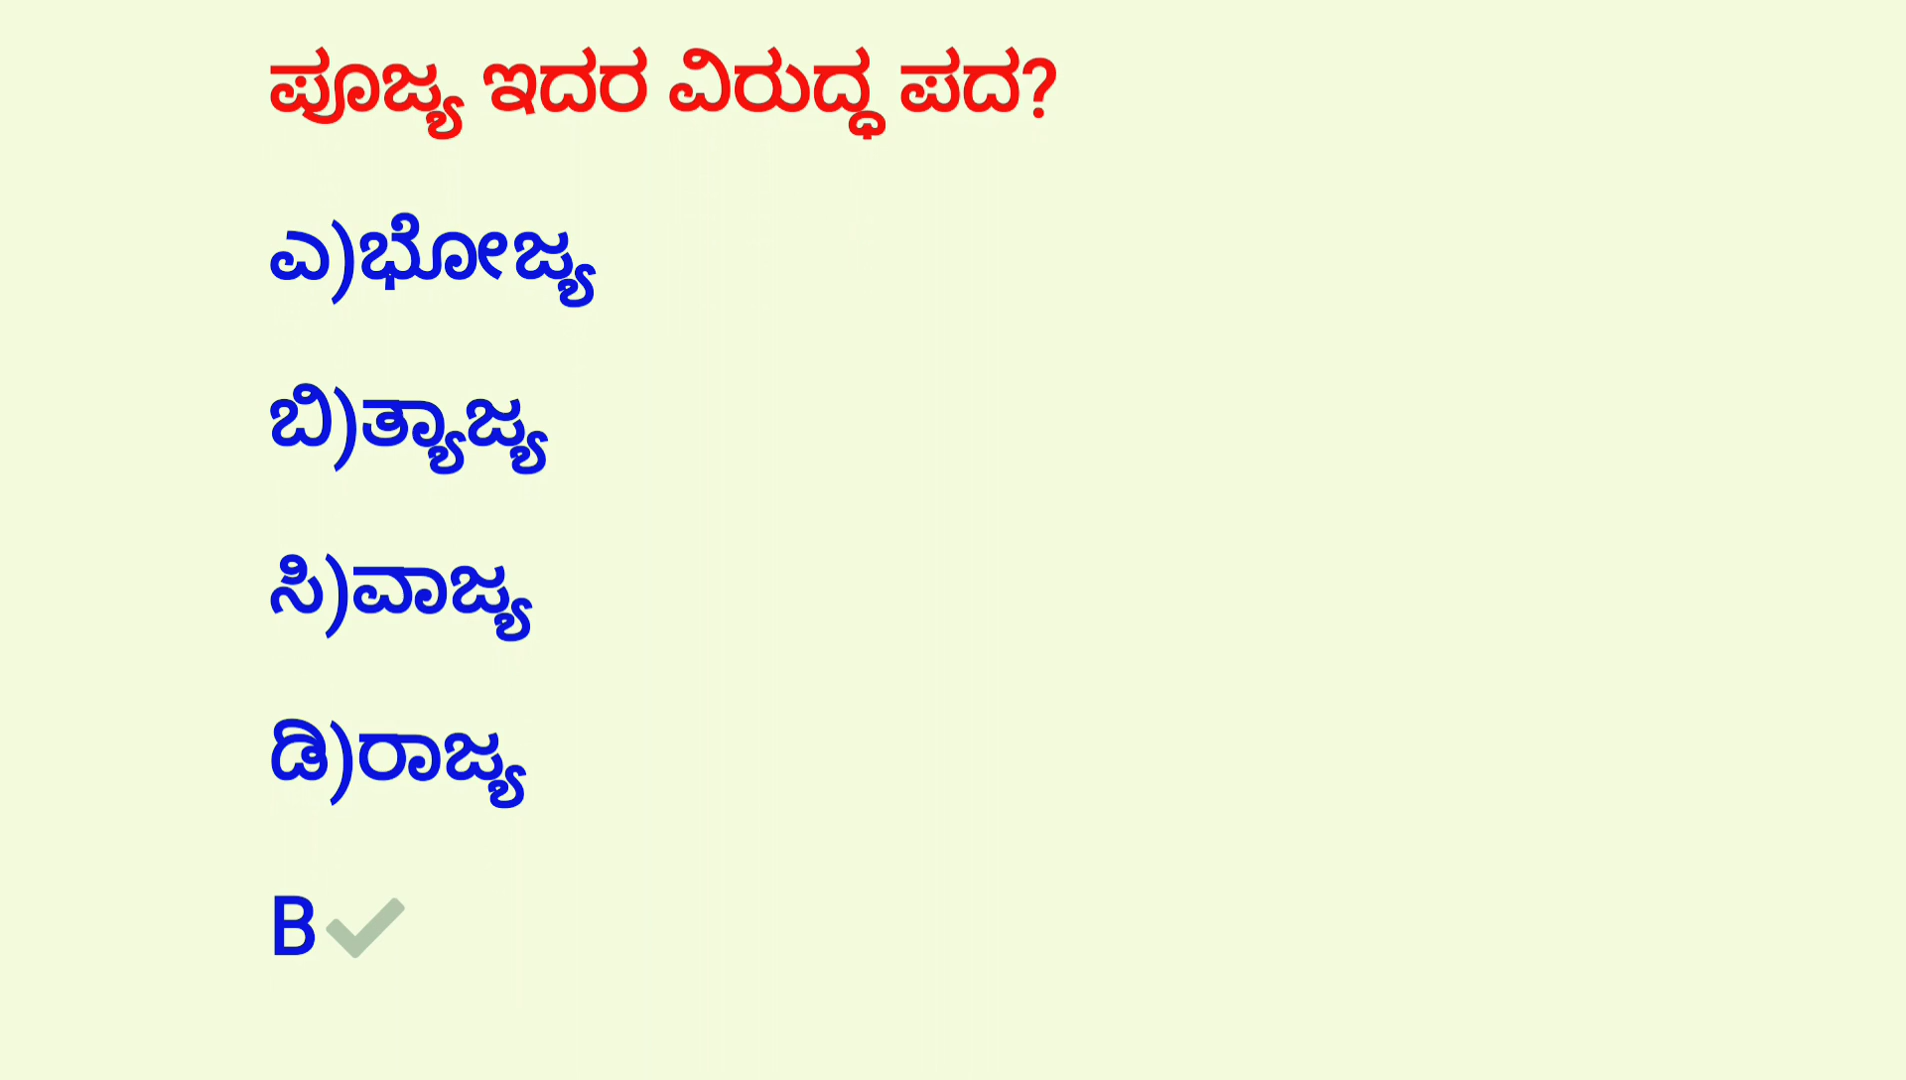 ಪೂಜ್ಯ ಇದರ ವಿರುದ್ಧ ಪದ?
ಎ)ಭೋಜ್ಯ
ಬಿ)ತ್ಯಾಜ್ಯ
ಸಿ)ವಾಜ್ಯ
ಡಿ)ರಾಜ್ಯ
B✔